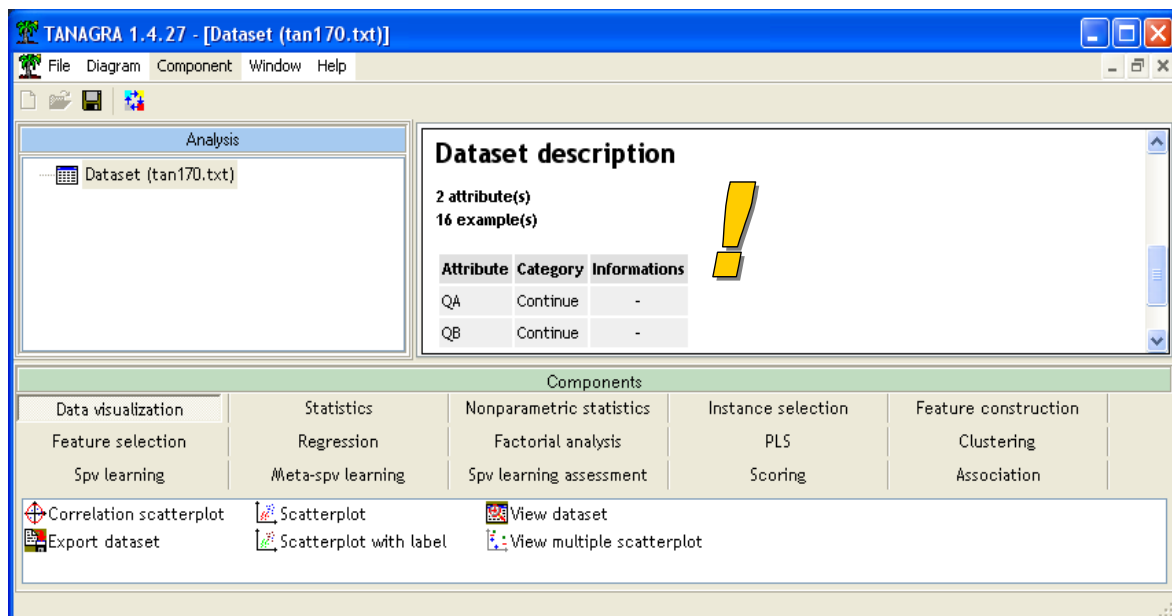 TANAGRA 1.4.27 - [Dataset (tan170.txt)]
File Diagram Component Window Help
Analysis
Dataset (tan170.txt)
Dataset description
2 attribute(s)
16 example(s)
Attribute Category Informations
QA Continue -
QB Continue -
!
Components
Data visualization Statistics Nonparametric statistics Instance selection Feature construction
Feature selection Regression Factorial analysis PLS Clustering
Spv learning Meta-spv learning Spv learning assessment Scoring Association
Correlation scatterplot Scatterplot View dataset
Export dataset Scatterplot with label View multiple scatterplot